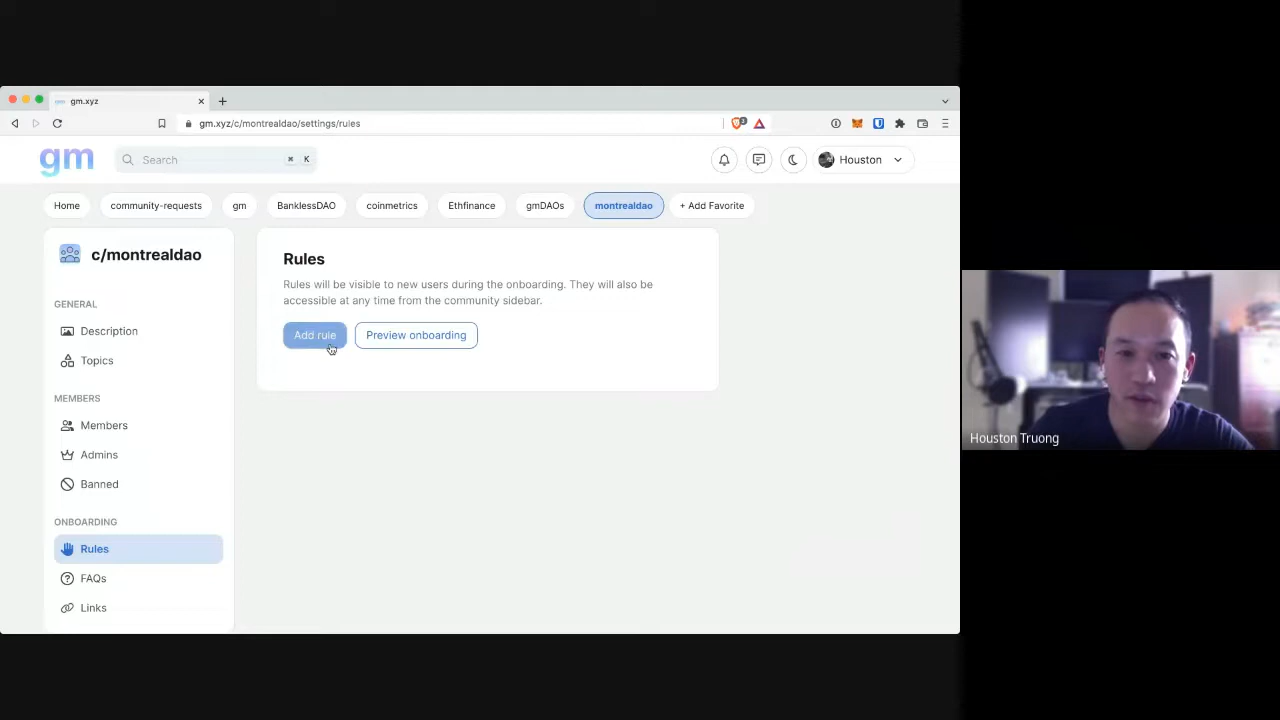 gm.xyz
gm.xyz/c/montrealdao/settings/rules
gm
Search
⌘ K
Houston
Home
community-requests
gm
BanklessDAO
coinmetrics
Ethfinance
gmDAOs
montrealdao
+ Add Favorite
c/montrealdao
GENERAL
Description
Topics
MEMBERS
Members
Admins
Banned
ONBOARDING
Rules
FAQs
Links
Rules
Rules will be visible to new users during the onboarding. They will also be
accessible at any time from the community sidebar.
Add rule
Preview onboarding
Houston Truong